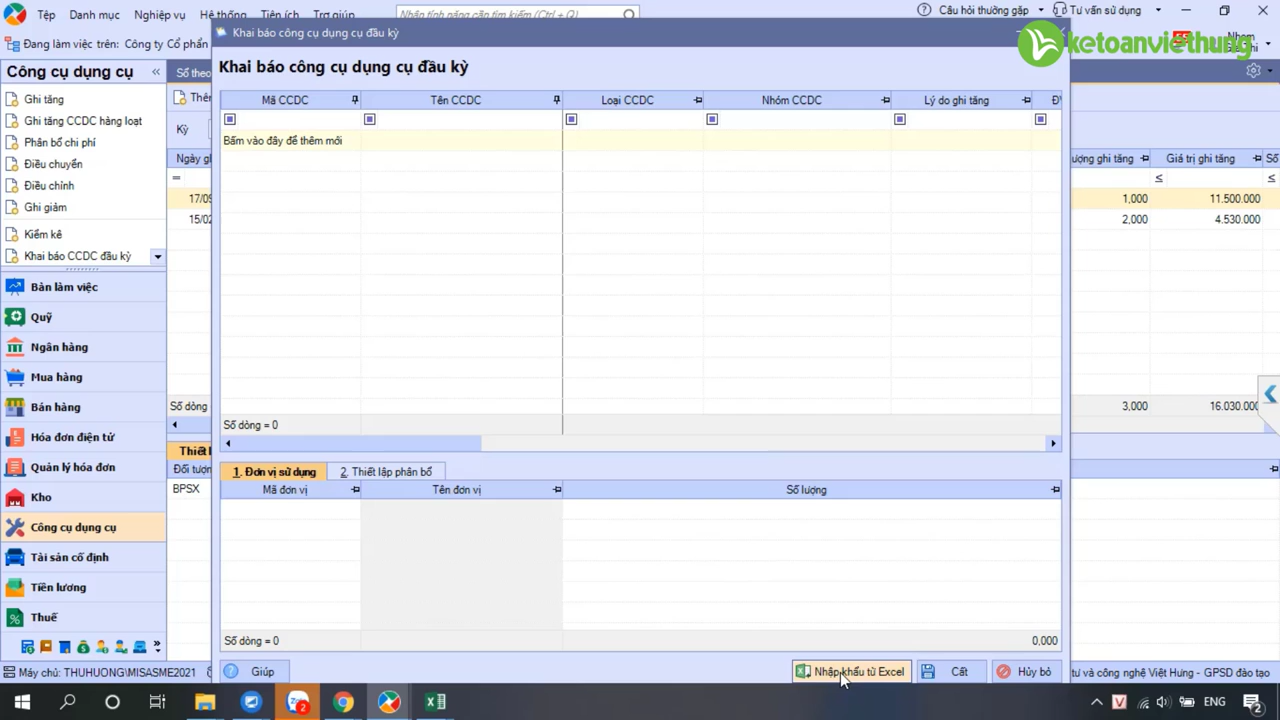 Tệp Danh mục Nghiệp vụ Hệ thống Tiện ích Trợ giúp
Nhập tính năng cần tìm kiếm (Ctrl + Q)
Câu hỏi thường gặp
Tư vấn sử dụng
Đang làm việc trên: Công ty Cổ phần
Khai báo công cụ dụng cụ đầu kỳ
ketoanviethung
Công cụ dụng cụ
Sổ theo
Khai báo công cụ dụng cụ đầu kỳ
Ghi tăng
Ghi tăng CCDC hàng loạt
Phân bổ chi phí
Điều chuyển
Điều chỉnh
Ghi giảm
Kiểm kê
Khai báo CCDC đầu kỳ
Bàn làm việc
Quỹ
Ngân hàng
Mua hàng
Bán hàng
Hóa đơn điện tử
Quản lý hóa đơn
Kho
Công cụ dụng cụ
Tài sản cố định
Tiền lương
Thuế
Kỳ
Ngày
17/09
15/02
Số dòng
Đối tượng
BPSX
Mã CCDC Tên CCDC Loại CCDC Nhóm CCDC Lý do ghi tăng
Bấm vào đây để thêm mới
Số dòng = 0
1. Đơn vị sử dụng 2. Thiết lập phân bổ
Mã đơn vị Tên đơn vị Số lượng
Số dòng = 0 0,000
Giúp Nhập khẩu từ Excel Cất Hủy bỏ
ượng ghi tăng Giá trị ghi tăng Số
≤ ≤
1,000 11.500.000
2,000 4.530.000
3,000 16.030.000
Máy chủ: THUHUONG\MISASME2021
tư và công nghệ Việt Hưng - GPSD đào tạo
ENG